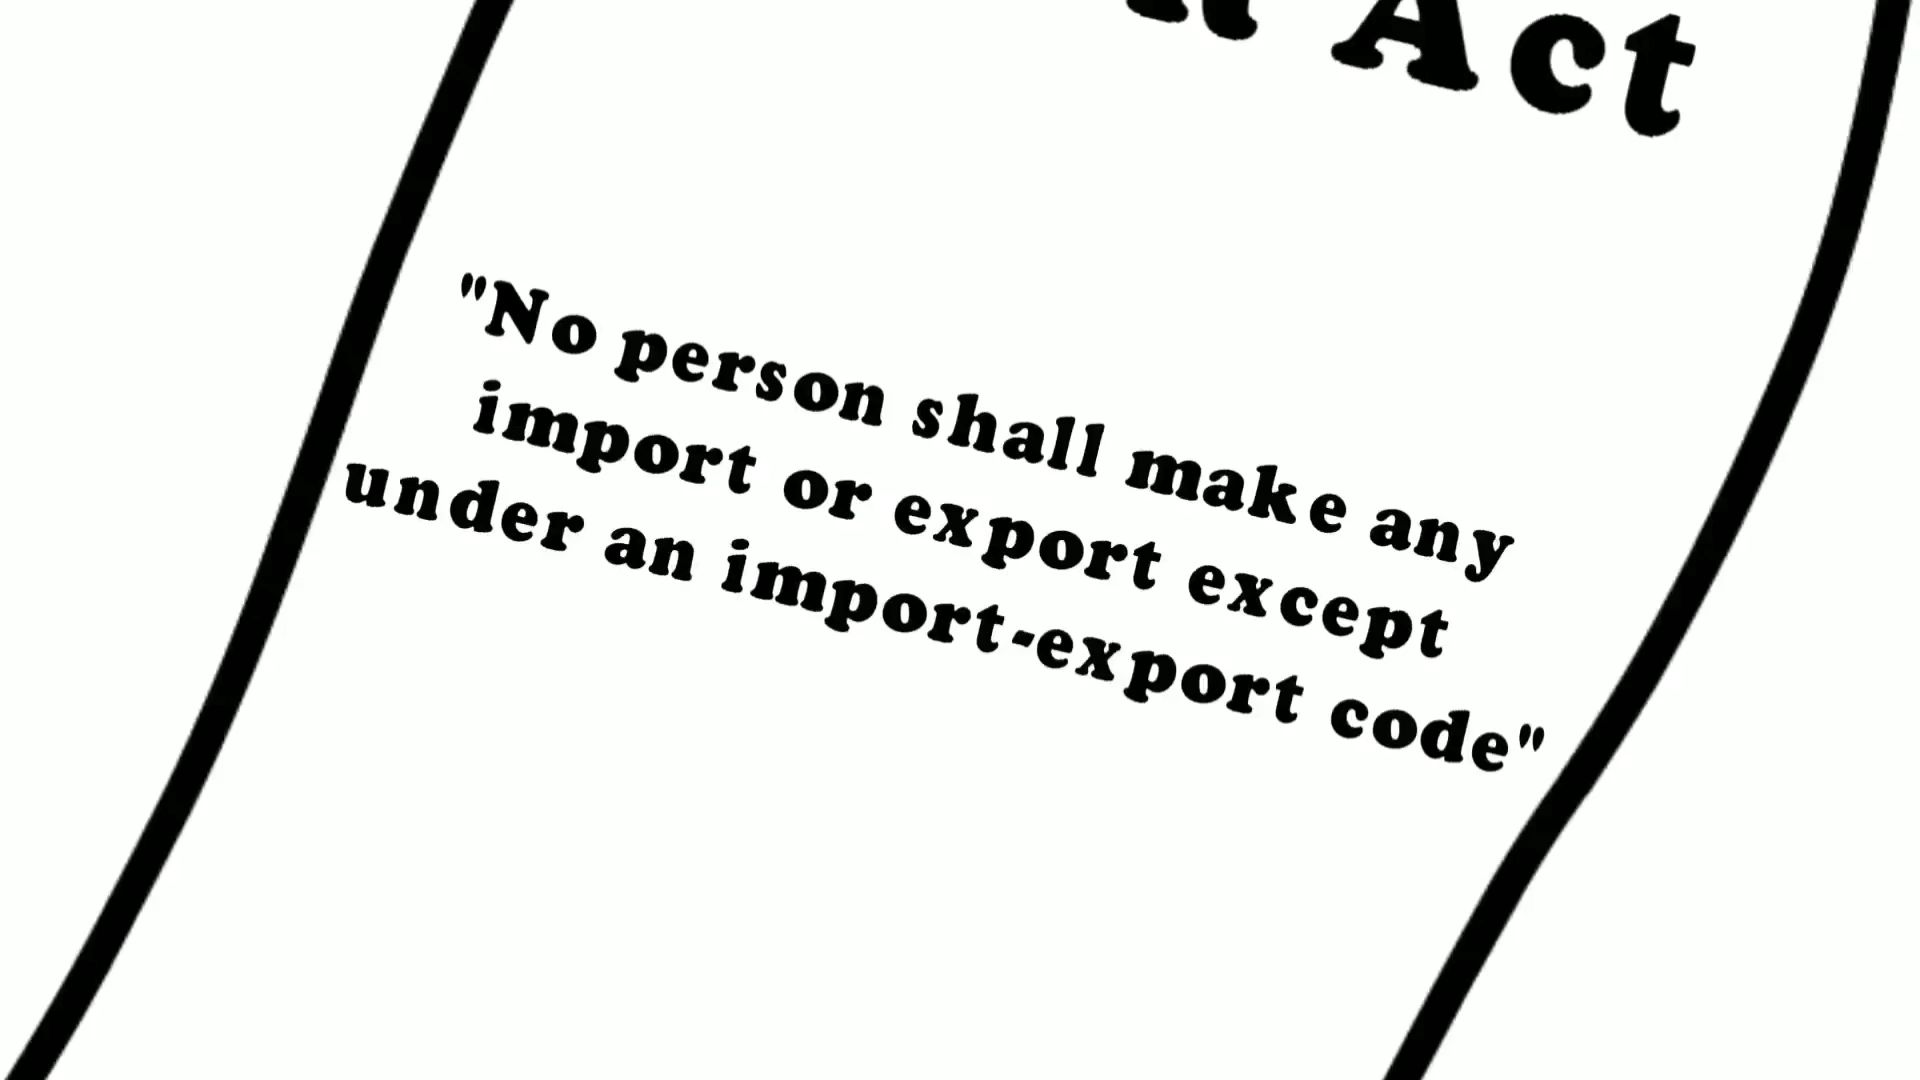 Act
"No person shall make any
import or export except
under an import-export code"